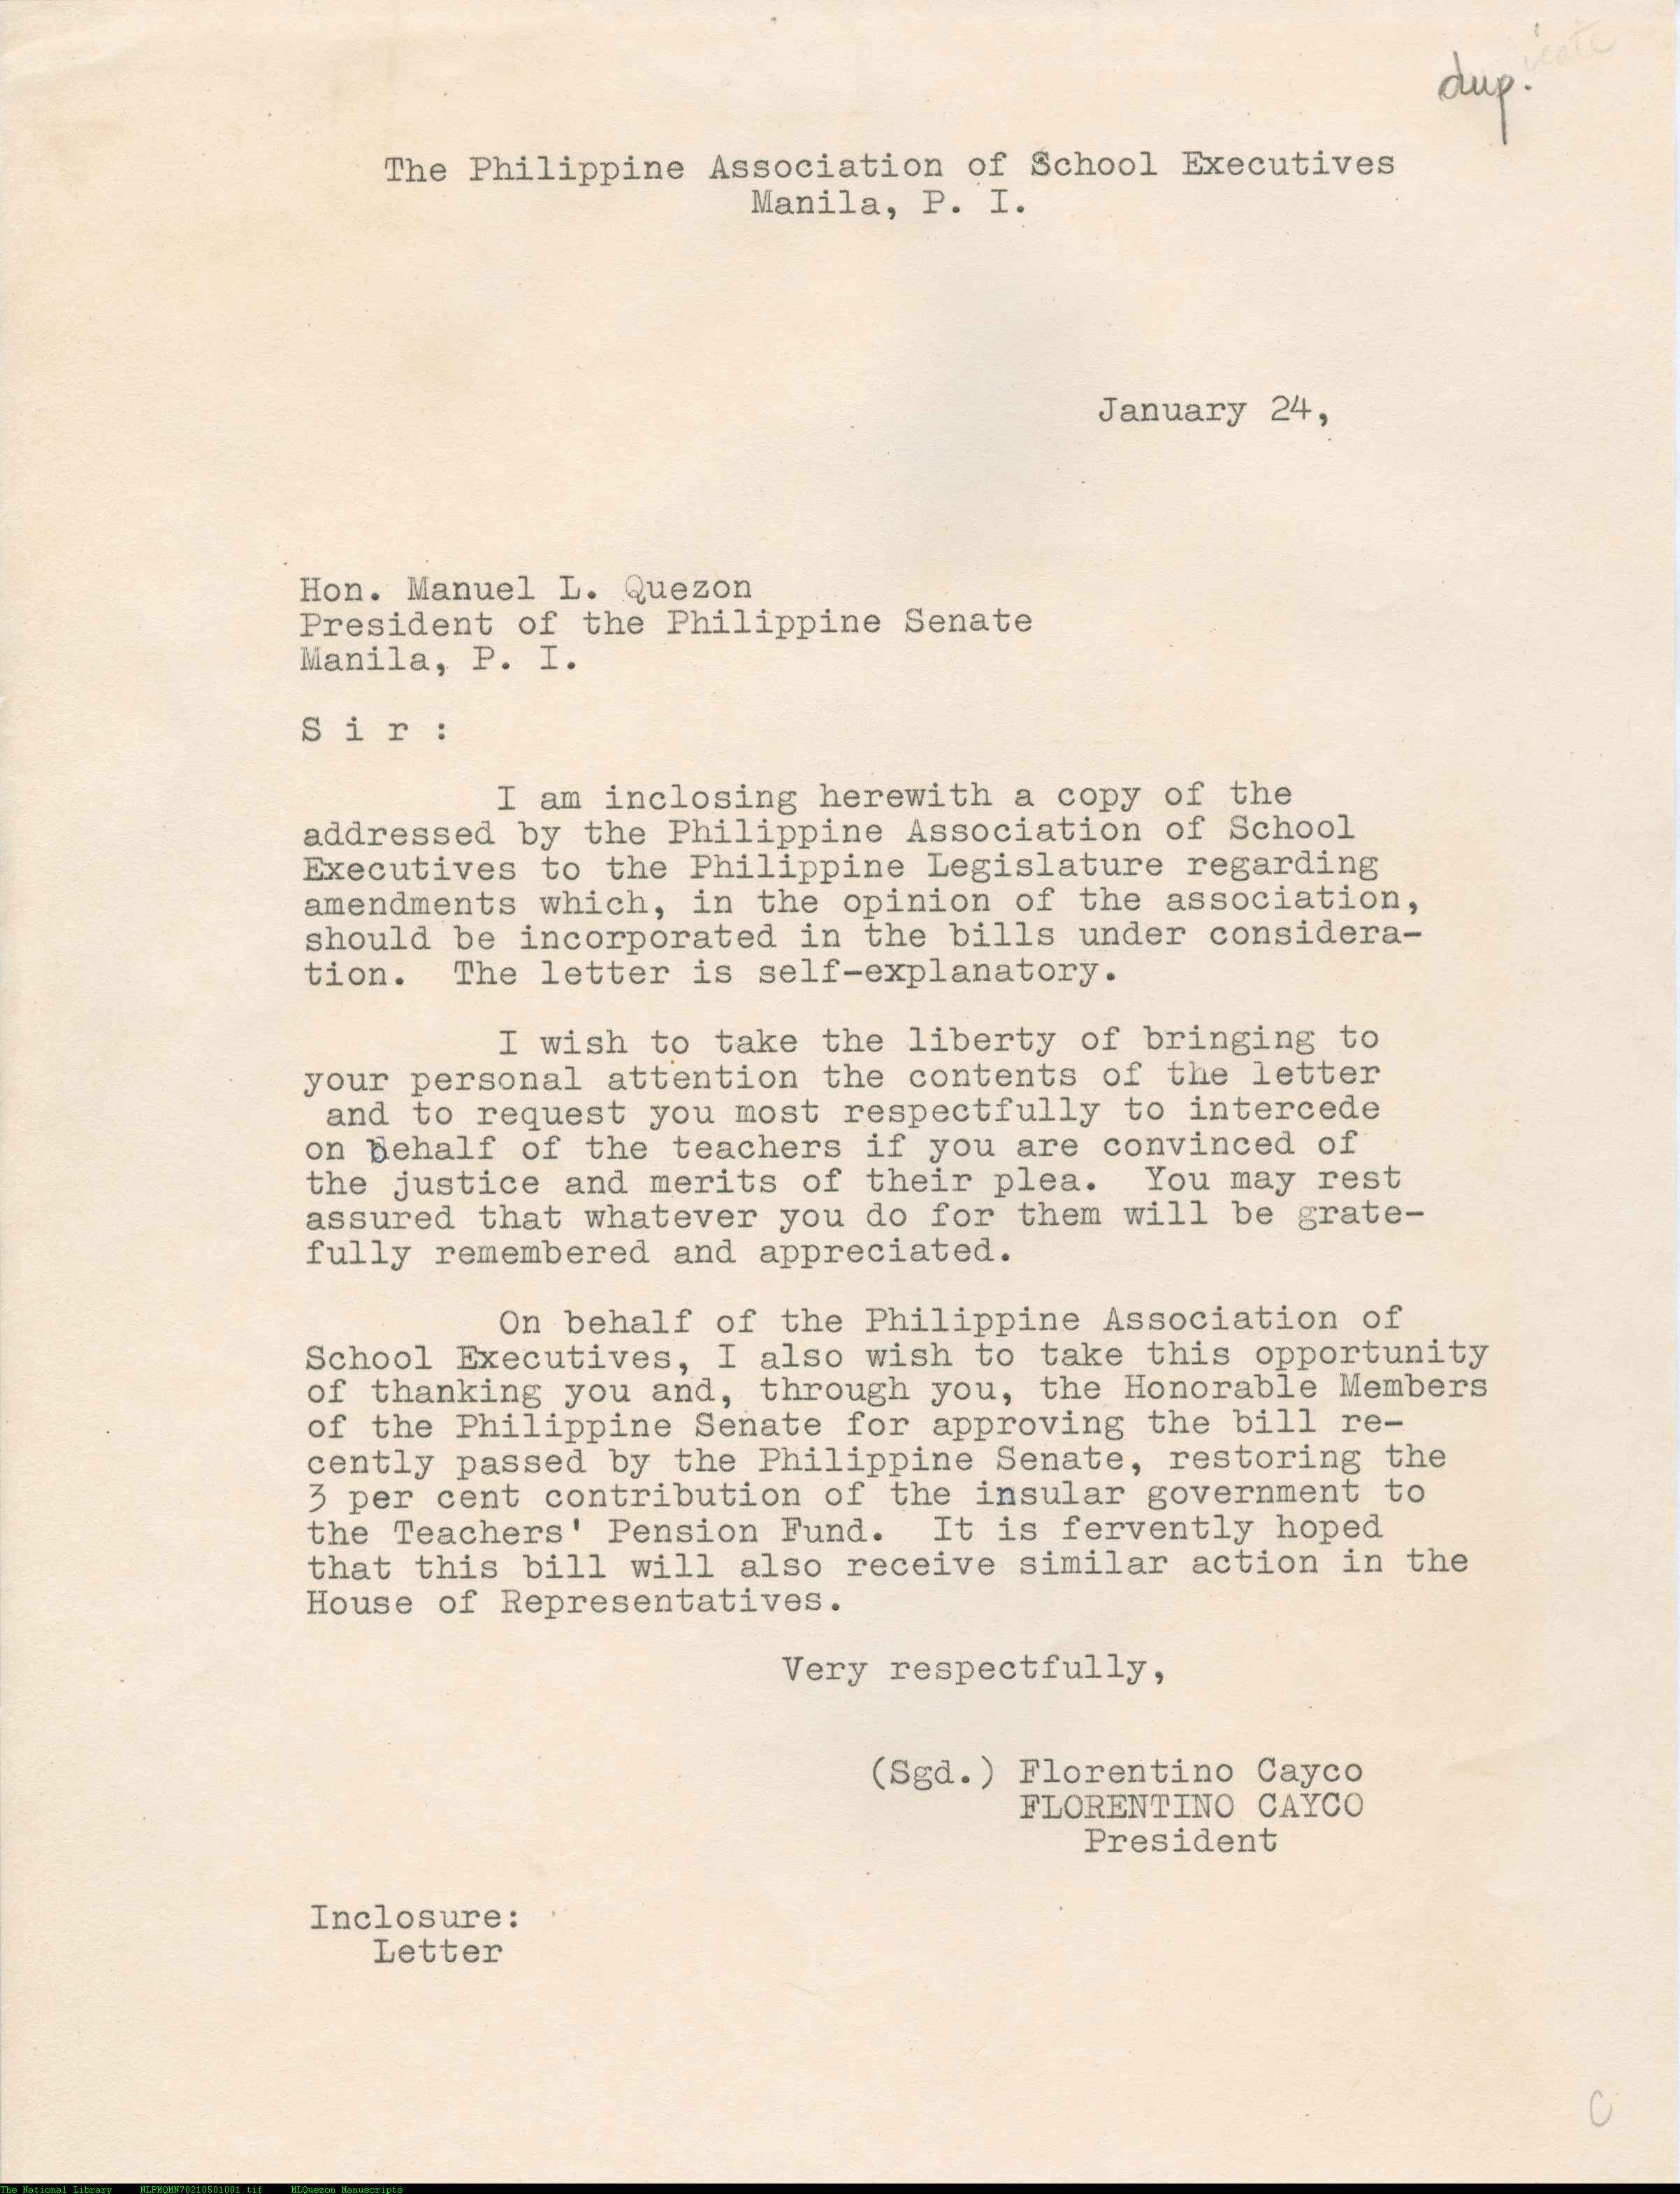 dup.
The Philippine Association of School Executives
Manila, P. I.
January 24,
Hon. Manuel L. Quezon
President of the Philippine Senate
Manila, P. I.
S i r :
I am inclosing herewith a copy of the
addressed by the Philippine Association of School
Executives to the Philippine Legislature regarding
amendments which, in the opinion of the association,
should be incorporated in the bills under considera-
tion. The letter is self-explanatory.
I wish to take the liberty of bringing to
your personal attention the contents of the letter
and to request you most respectfully to intercede
on behalf of the teachers if you are convinced of
the justice and merits of their plea. You may rest
assured that whatever you do for them will be grate-
fully remembered and appreciated.
On behalf of the Philippine Association of
School Executives, I also wish to take this opportunity
of thanking you and, through you, the Honorable Members
of the Philippine Senate for approving the bill re-
cently passed by the Philippine Senate, restoring the
3 per cent contribution of the insular government to
the Teachers' Pension Fund. It is fervently hoped
that this bill will also receive similar action in the
House of Representatives.
Very respectfully,
(Sgd.) Florentino Cayco
FLORENTINO CAYCO
President
Inclosure:
Letter
C
The National Library NLPMQMN70210501001.tif MLQuezon Manuscripts